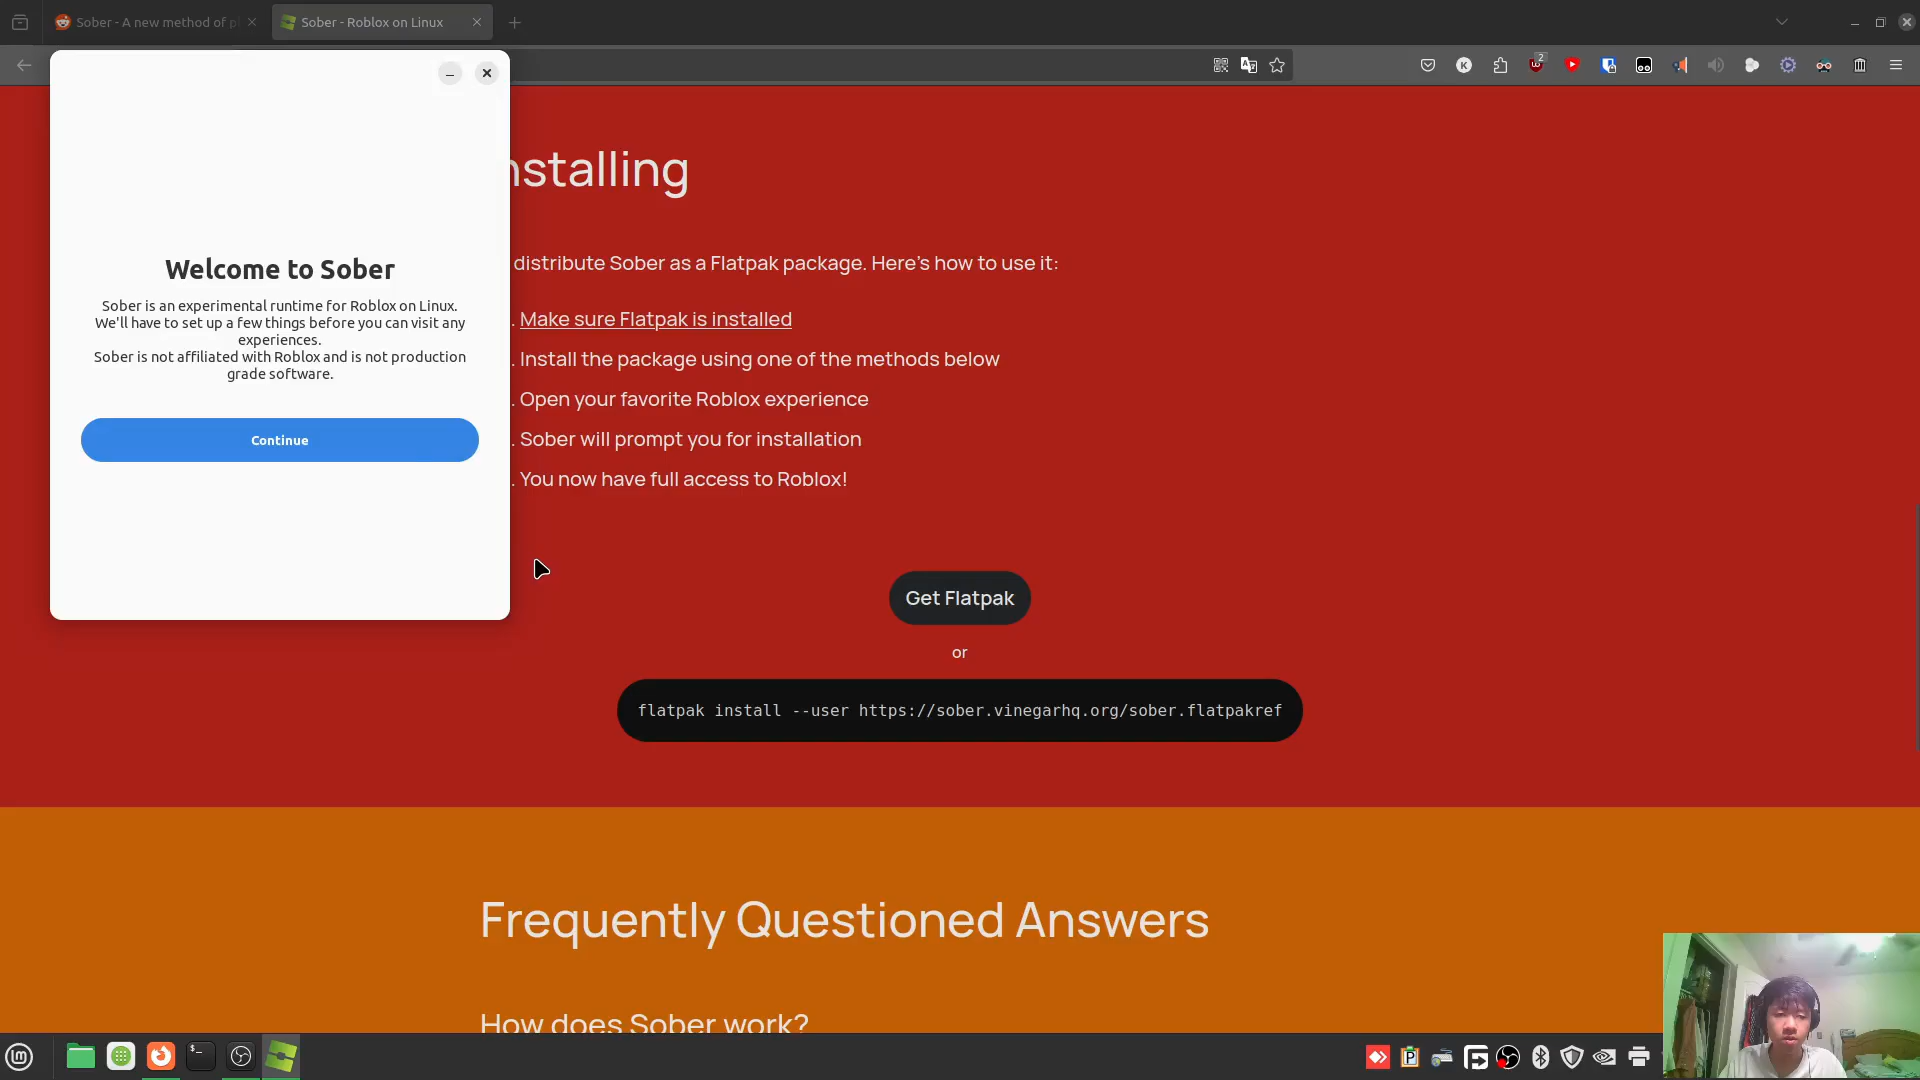 Sober - A new method of p
Sober - Roblox on Linux
2
K
nstalling
distribute Sober as a Flatpak package. Here's how to use it:
. Make sure Flatpak is installed
. Install the package using one of the methods below
. Open your favorite Roblox experience
. Sober will prompt you for installation
. You now have full access to Roblox!
Welcome to Sober
Sober is an experimental runtime for Roblox on Linux.
We'll have to set up a few things before you can visit any
experiences.
Sober is not affiliated with Roblox and is not production
grade software.
Continue
Get Flatpak
or
flatpak install --user https://sober.vinegarhq.org/sober.flatpakref
Frequently Questioned Answers
How does Sober work?